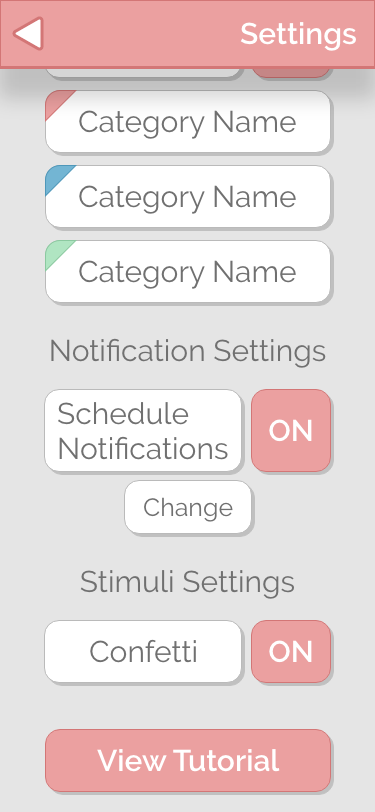 Settings
Category Name
Category Name
Category Name
Notification Settings
Schedule
Notifications
ON
Change
Stimuli Settings
Confetti
ON
View Tutorial